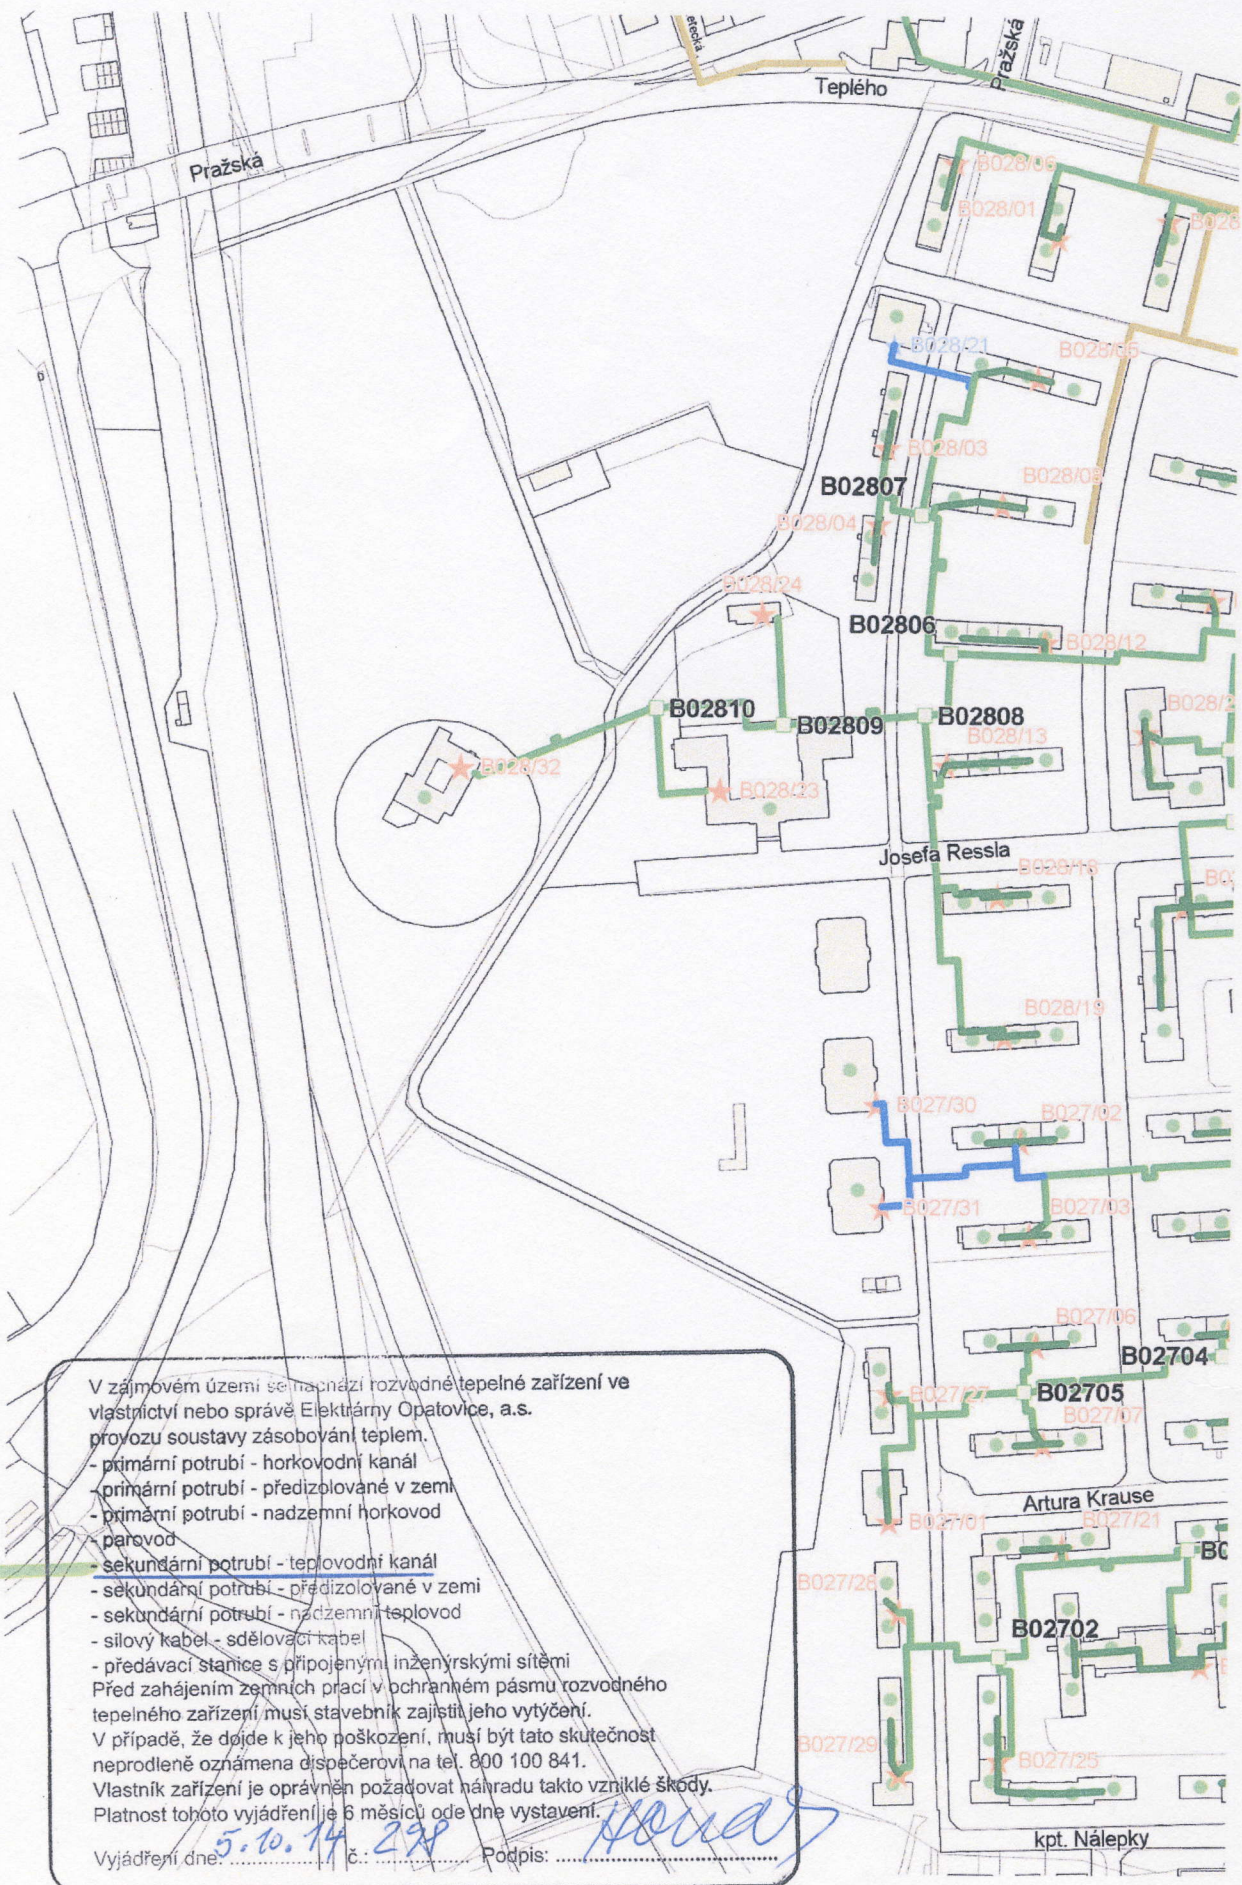 Teplého
Pražská
Pražská
B028/06
B028/01
B028/21
B028/05
B028/03
B02807
B028/04
B028/24
B02806
B028/12
B02810
B02809
B02808
B028/13
B028/32
B028/23
Josefa Ressla
B028/18
B028/19
B027/30
B027/02
B027/31
B027/03
B027/06
B02704
B02705
B027/27
B027/07
Artura Krause
B027/01
B027/21
B027/28
B02702
B027/29
B027/25
kpt. Nálepky
V zájmovém území se nachází rozvodné tepelné zařízení ve
vlastnictví nebo správě Elektrárny Opatovice, a.s.
provozu soustavy zásobování teplem.
- primární potrubí - horkovodní kanál
- primární potrubí - předizolované v zemi
- primární potrubí - nadzemní horkovod
- parovod
- sekundární potrubí - teplovodní kanál
- sekundární potrubí - předizolované v zemi
- sekundární potrubí - nadzemní teplovod
- silový kabel - sdělovací kabel
- předávací stanice s připojenými inženýrskými sítěmi
Před zahájením zemních prací v ochranném pásmu rozvodného
tepelného zařízení musí stavebník zajistit jeho vytýčení.
V případě, že dojde k jeho poškození, musí být tato skutečnost
neprodleně oznámena dispečerovi na tel. 800 100 841.
Vlastník zařízení je oprávněn požadovat náhradu takto vzniklé škody.
Platnost tohoto vyjádření je 6 měsíců ode dne vystavení.
Vyjádření dne: 5.10.14 č.: 298 Podpis: